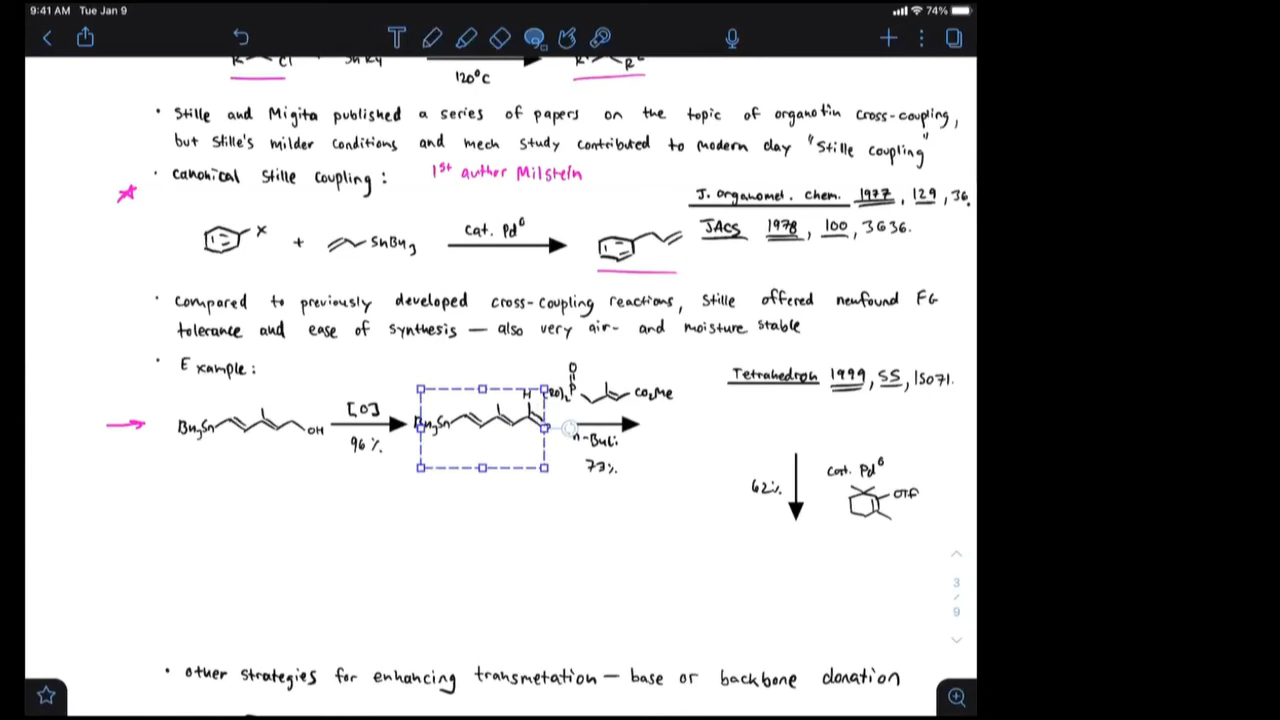 9:41 AM Tue Jan 9
74%
120°C
• Stille and Migita published a series of papers on the topic of organotin cross-coupling,
but Stille's milder conditions and mech study contributed to modern day "Stille coupling"
• canonical Stille coupling: 1st author Milstein
J. Organomet. Chem. 1977, 129, 36.
JACS 1978, 100, 3636.
X + SnBu3 cat. Pd0
• Compared to previously developed cross-coupling reactions, Stille offered newfound FG
tolerance and ease of synthesis — also very air- and moisture stable
• Example:
Tetrahedron 1999, 55, 15071.
Bu3Sn OH [O] 96% Bu3Sn H O P CO2Me n-BuLi 73%
62% cat. Pd0 OTf
3
/
9
• other strategies for enhancing transmetation — base or backbone donation